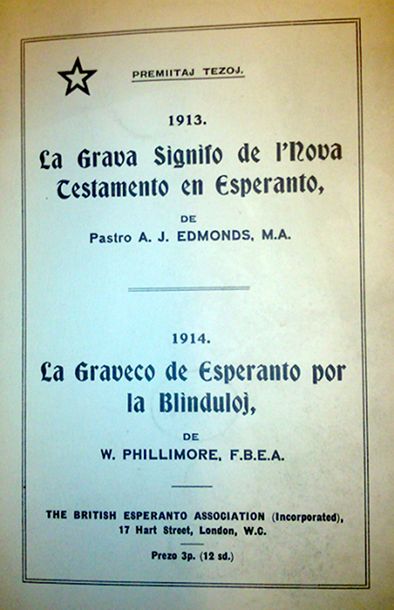 PREMIITAJ TEZOJ.
1913.
La Grava Signifo de l'Nova
Testamento en Esperanto,
DE
Pastro A. J. EDMONDS, M.A.
1914.
La Graveco de Esperanto por
la Blinduloj,
DE
W. PHILLIMORE, F.B.E.A.
THE BRITISH ESPERANTO ASSOCIATION (Incorporated),
17 Hart Street, London, W.C.
Prezo 3p. (12 sd.)